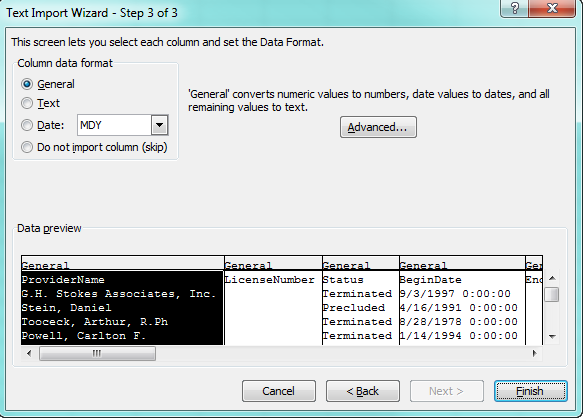 Text Import Wizard - Step 3 of 3
This screen lets you select each column and set the Data Format.
Column data format
General
Text
Date: MDY
Do not import column (skip)
'General' converts numeric values to numbers, date values to dates, and all
remaining values to text.
Advanced...
Data preview
General General General General Gen
ProviderName LicenseNumber Status BeginDate End
G.H. Stokes Associates, Inc. Terminated 9/3/1997 0:00:00
Stein, Daniel Precluded 4/16/1991 0:00:00
Tooceck, Arthur, R.Ph Terminated 8/28/1978 0:00:00
Powell, Carlton F. Terminated 1/14/1994 0:00:00
Cancel < Back Next > Finish